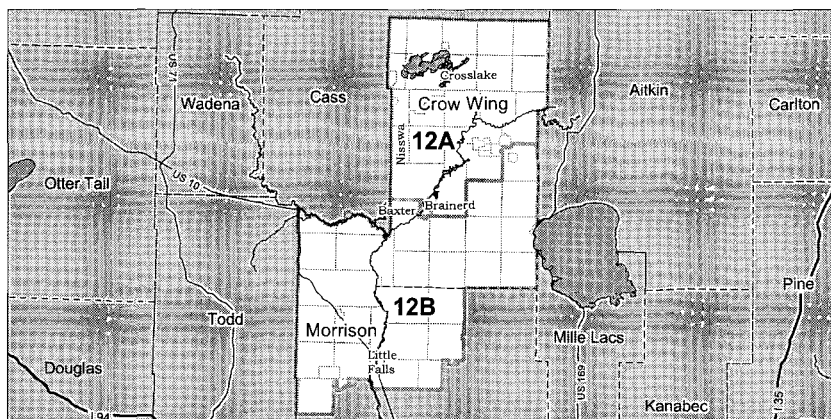 US 71
Crosslake
Wadena
Cass
Crow Wing
Aitkin
Carlton
Nisswa
12A
Otter Tail
US 10
Baxter
Brainerd
12B
Pine
Todd
Morrison
Mille Lacs
Little
Falls
Douglas
US 169
I 35
Kanabec
I 94